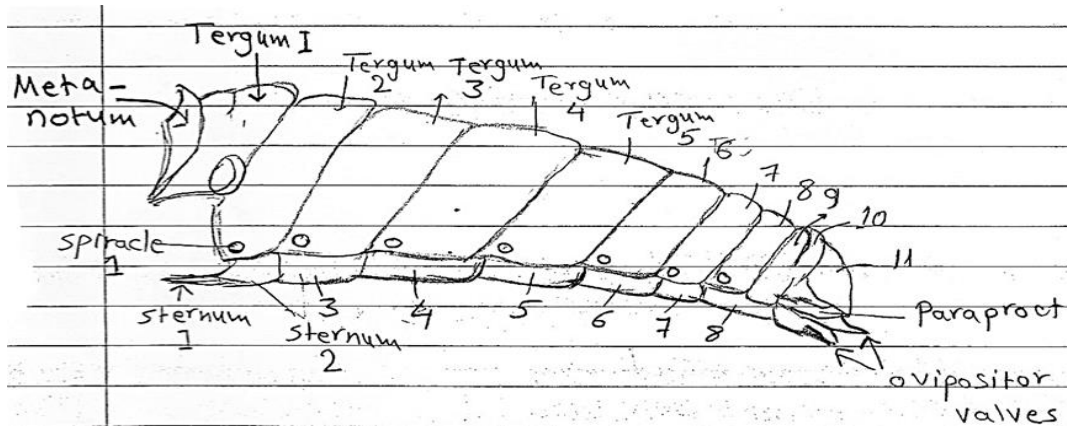 Tergum I
Meta-
notum
Tergum
2
Tergum
3
Tergum
4
Tergum
5
T6
7
8
9
10
11
spiracle
1
sternum
1
sternum
2
3
4
5
6
7
8
Paraproct
ovipositor
valves